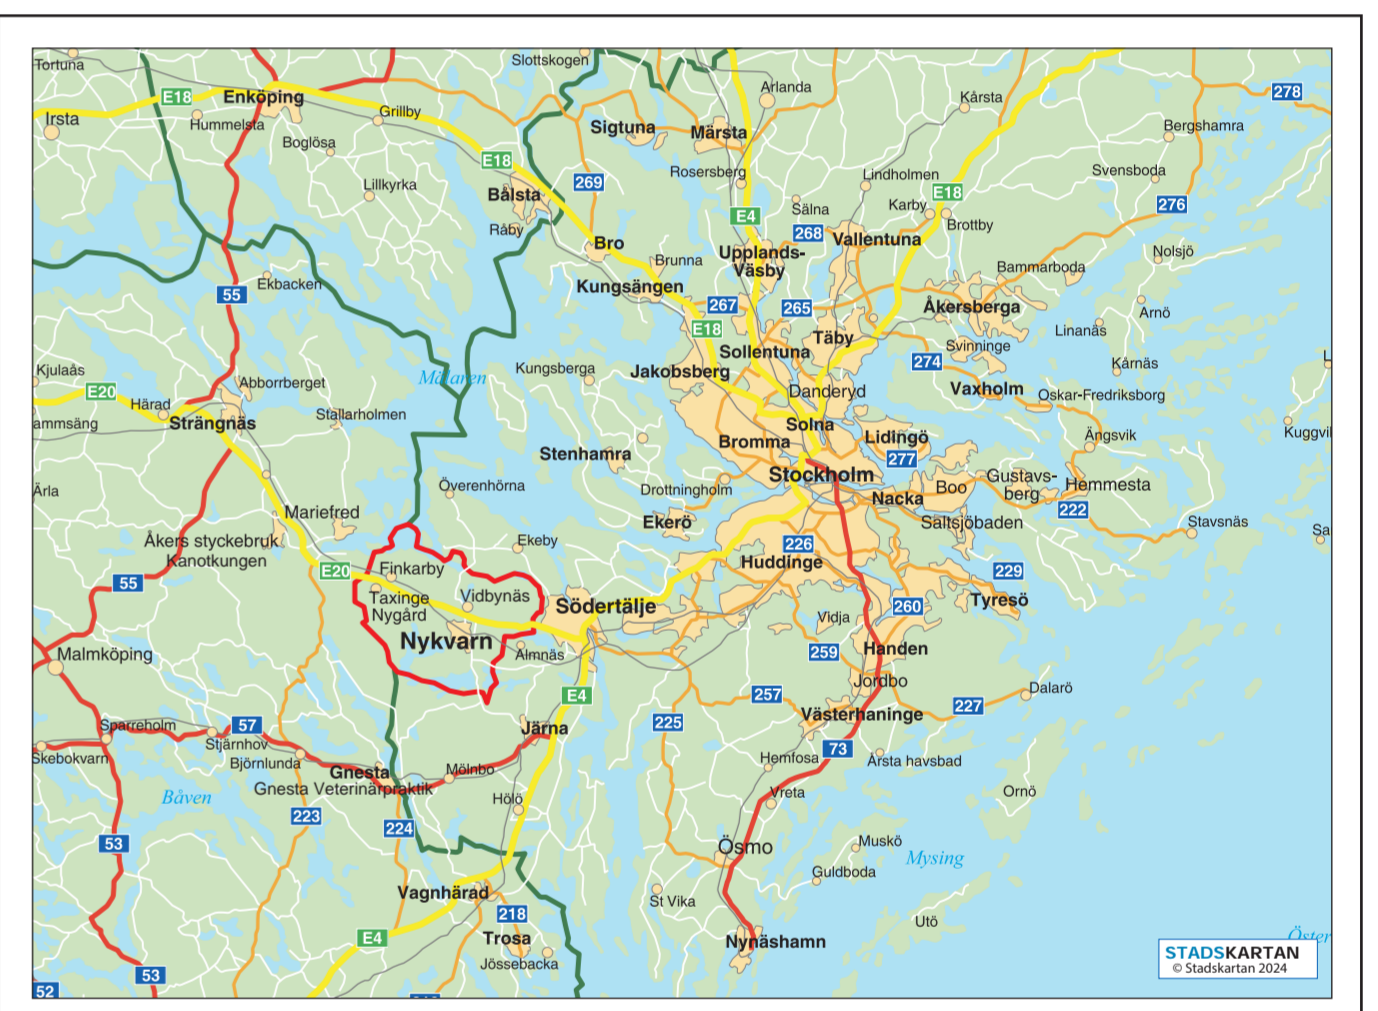 Tortuna
Slottskogen
Arlanda
Kårsta
278
E18
Enköping
Grillby
Irsta
Hummelsta
Sigtuna
Märsta
Bergshamra
Boglösa
E18
Rosersberg
Lindholmen
Svensboda
Lillkyrka
269
Bålsta
E18
Karby
276
Råby
E4
Sälna
Brottby
268
Vallentuna
Bro
Brunna
Upplands-
Väsby
Nolsjö
Bammarboda
Ekbacken
Kungsängen
55
267
265
Åkersberga
Arnö
E18
Täby
Linanäs
Svinninge
Sollentuna
274
Kårnäs
Kjulaås
Kungsberga
Jakobsberg
Mälaren
E20
Abborrberget
Danderyd
Vaxholm
Oskar-Fredriksborg
Härad
Stallarholmen
Strängnäs
ammsäng
Solna
Kuggvil
Bromma
Lidingö
Ängsvik
Stenhamra
277
Stockholm
Gustavs-
berg
Hemmesta
Ärla
Överenhörna
Drottningholm
Nacka
Boo
222
Mariefred
Ekerö
Saltsjöbaden
Stavsnäs
Sa
Åkers styckebruk
Kanotkungen
Ekeby
226
Huddinge
E20
Finkarby
229
55
Taxinge
Nygård
Vidbynäs
Södertälje
260
Tyresö
Vidja
Nykvarn
Malmköping
Almnäs
259
Handen
Jordbo
E4
257
Dalarö
227
Sparreholm
57
Järna
225
Västerhaninge
Stjärnhov
Skebokvarn
Björnlunda
73
Hemfosa
Årsta havsbad
Gnesta
Mölnbo
Gnesta Veterinärpraktik
Båven
Hölö
Vreta
Ornö
223
224
53
Ösmo
Muskö
Mysing
Guldboda
Vagnhärad
St Vika
218
Utö
E4
Trosa
Nynäshamn
Öster
Jössebacka
53
52
STADSKARTAN
© Stadskartan 2024